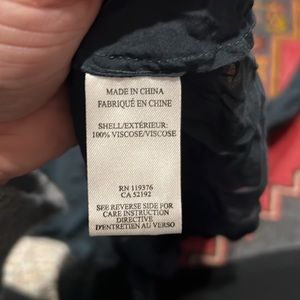 MADE IN CHINA
FABRIQUÉ EN CHINE
SHELL/EXTÉRIEUR:
100% VISCOSE/VISCOSE
RN 119376
CA 52192
SEE REVERSE SIDE FOR
CARE INSTRUCTION
DIRECTIVE
D'ENTRETIEN AU VERSO